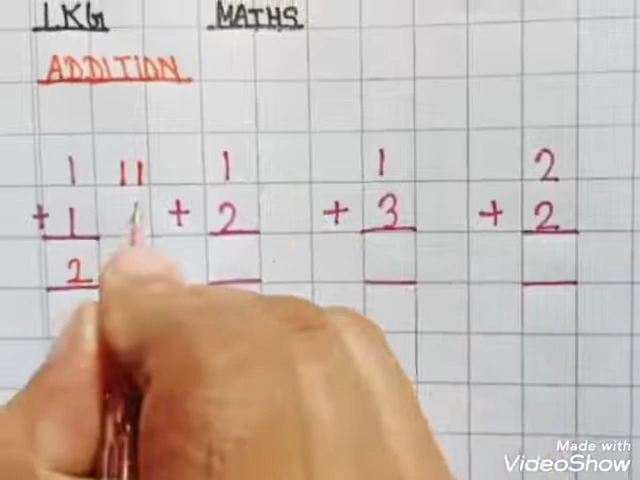 LKG MATHS
ADDITION
1 11 1 1 2
+ 1 + 2 + 3 + 2
2
Made with
VideoShow